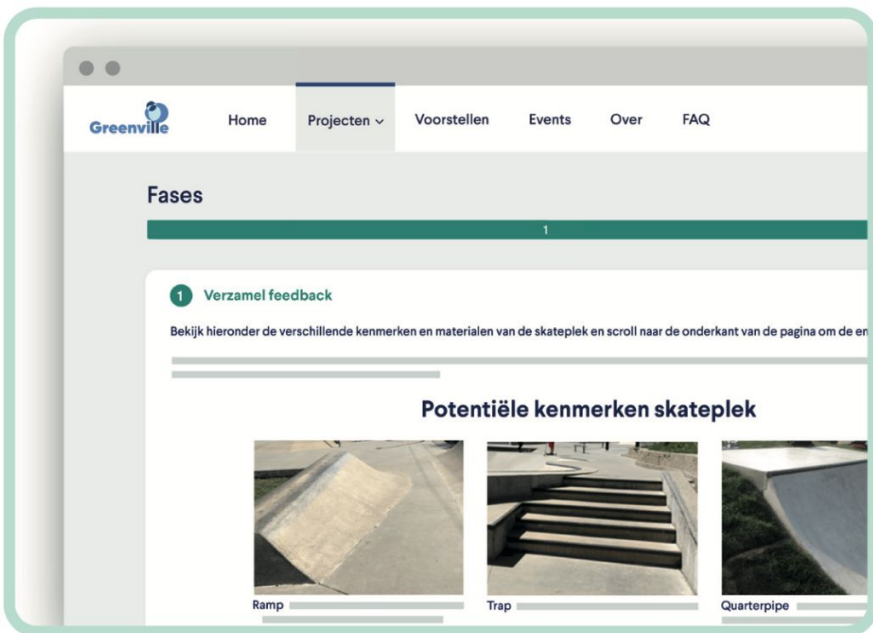 Greenville
Home Projecten Voorstellen Events Over FAQ
Fases
1
1 Verzamel feedback
Bekijk hieronder de verschillende kenmerken en materialen van de skateplek en scroll naar de onderkant van de pagina om de en
Potentiële kenmerken skateplek
Ramp Trap Quarterpipe